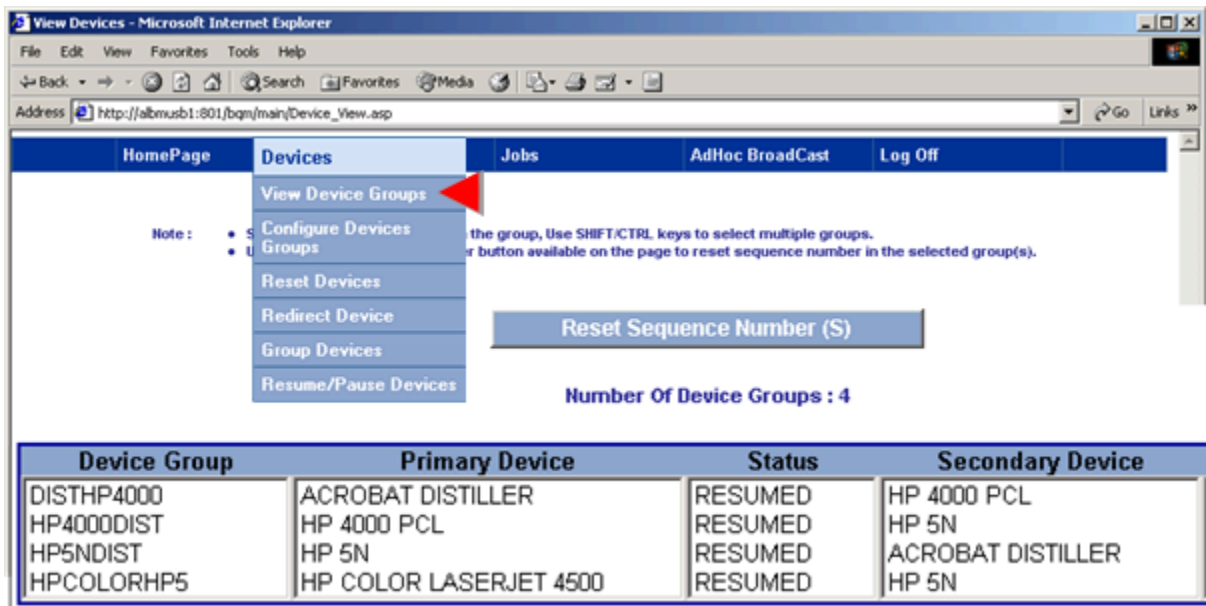 View Devices - Microsoft Internet Explorer
File Edit View Favorites Tools Help
Back Search Favorites Media
Address http://albmusb1:801/bqm/main/Device_View.asp Go Links »
HomePage Devices Jobs AdHoc BroadCast Log Off
View Device Groups
Configure Devices Groups
Reset Devices
Redirect Device
Group Devices
Resume/Pause Devices
Note : • S the group, Use SHIFT/CTRL keys to select multiple groups.
• U r button available on the page to reset sequence number in the selected group(s).
Reset Sequence Number (S)
Number Of Device Groups : 4
Device Group Primary Device Status Secondary Device
DISTHP4000 ACROBAT DISTILLER RESUMED HP 4000 PCL
HP4000DIST HP 4000 PCL RESUMED HP 5N
HP5NDIST HP 5N RESUMED ACROBAT DISTILLER
HPCOLORHP5 HP COLOR LASERJET 4500 RESUMED HP 5N